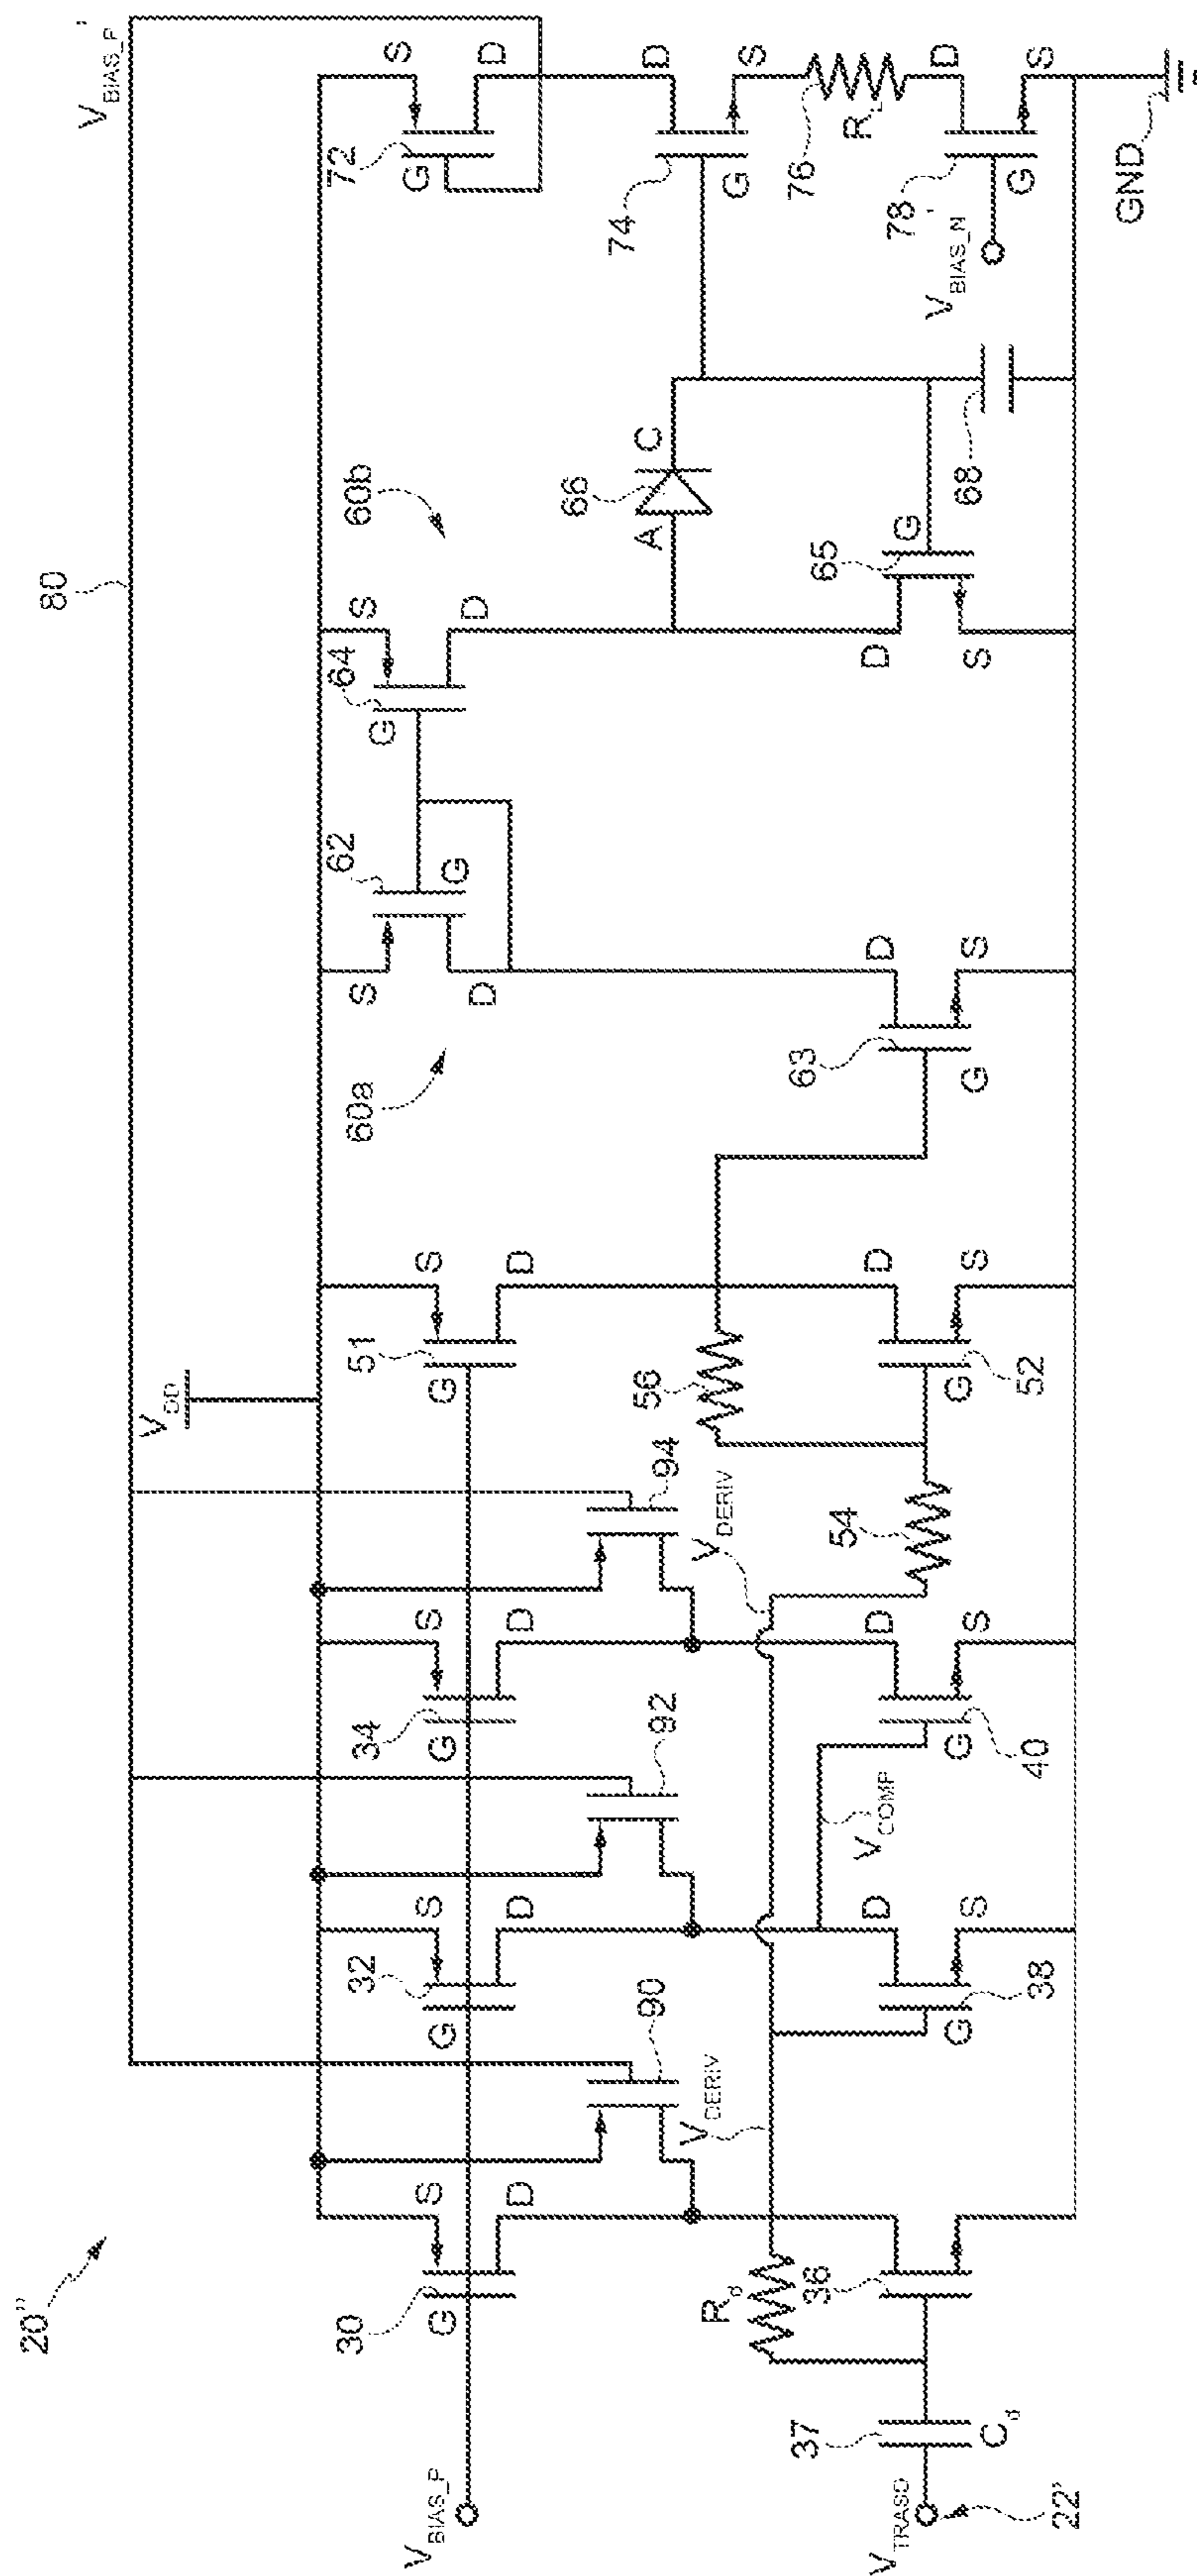 20"
80
V_BIAS_P'
V_DD
30
32
34
51
60a
S
62
64
S
60b
72
S
V_BIAS_P
G
S
G
S
G
S
G
S
G
G
G
D
D
D
D
D
D
D
90
92
94
56
66
A
C
74
D
G
S
V_DERIV
V_DERIV
R_d
76
R_L
37
V_TRASD
22'
C_d
36
38
G
D
S
V_COMP
40
G
D
S
54
52
G
D
S
63
G
D
S
65
G
D
S
68
V_BIAS_N'
78
G
D
S
GND